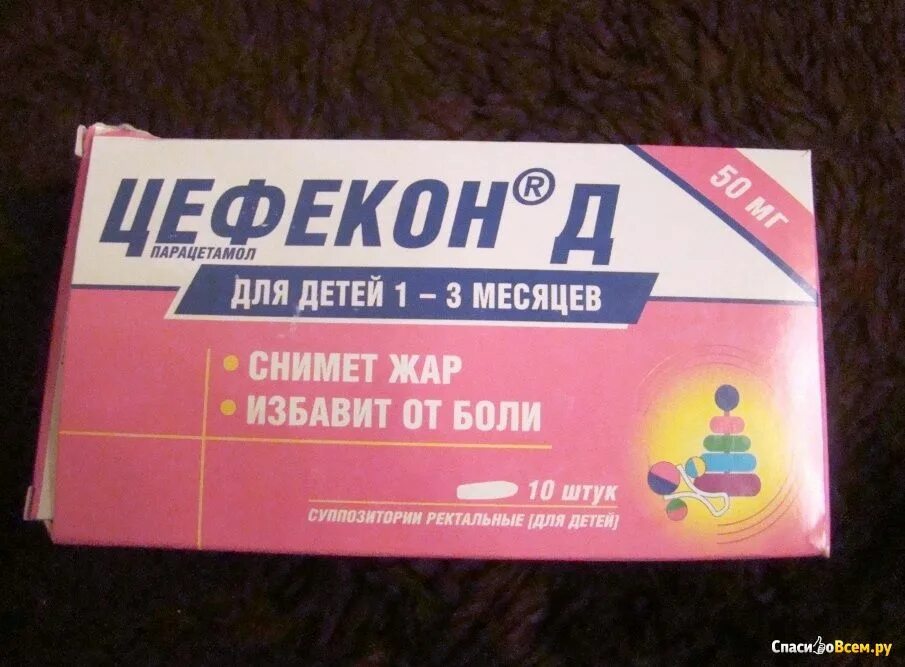 ЦЕФЕКОН® Д
ПАРАЦЕТАМОЛ
50 МГ
ДЛЯ ДЕТЕЙ 1 – 3 МЕСЯЦЕВ
• СНИМЕТ ЖАР
• ИЗБАВИТ ОТ БОЛИ
10 ШТУК
СУППОЗИТОРИИ РЕКТАЛЬНЫЕ [ДЛЯ ДЕТЕЙ]
СпасибоВсем.ру